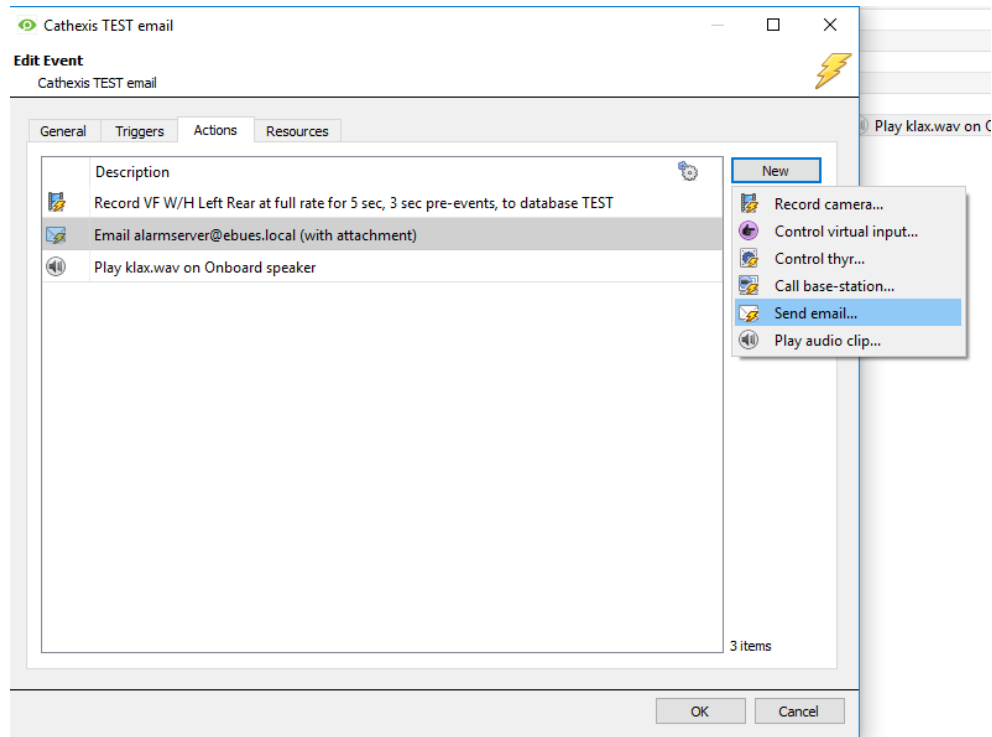 Cathexis TEST email
Edit Event
Cathexis TEST email
General Triggers Actions Resources
Play klax.wav on
Description
New
Record VF W/H Left Rear at full rate for 5 sec, 3 sec pre-events, to database TEST
Email alarmserver@ebues.local (with attachment)
Play klax.wav on Onboard speaker
Record camera...
Control virtual input...
Control thyr...
Call base-station...
Send email...
Play audio clip...
3 items
OK Cancel